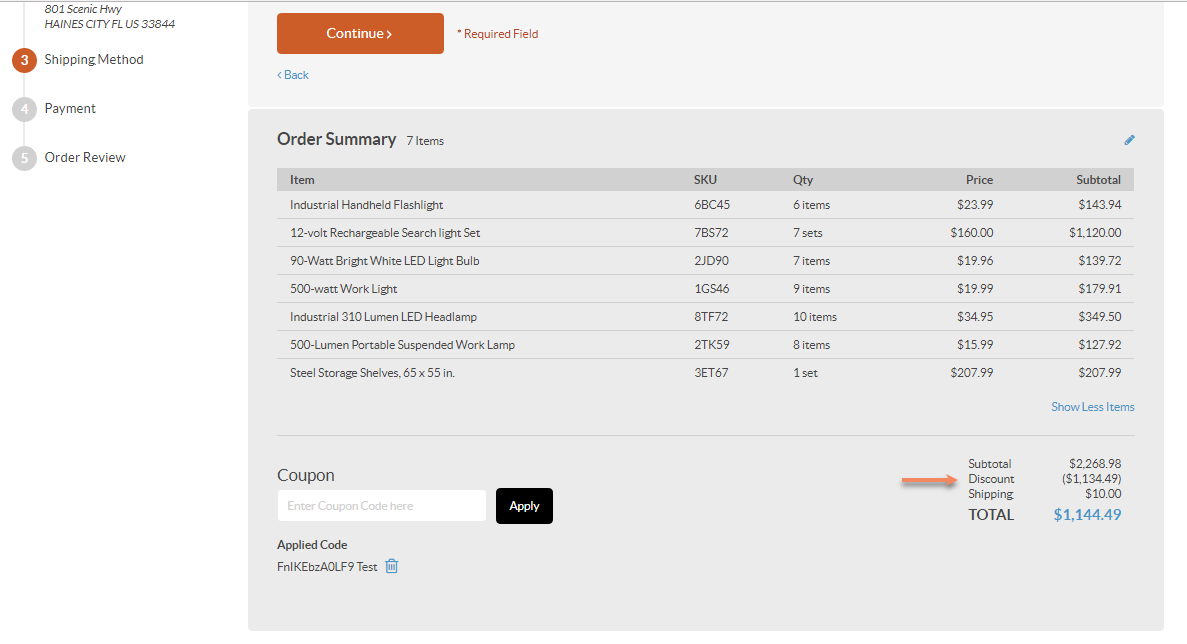 801 Scenic Hwy
HAINES CITY FL US 33844
3 Shipping Method
4 Payment
5 Order Review
Continue ›
* Required Field
‹ Back
Order Summary 7 Items
Item SKU Qty Price Subtotal
Industrial Handheld Flashlight 6BC45 6 items $23.99 $143.94
12-volt Rechargeable Search light Set 7BS72 7 sets $160.00 $1,120.00
90-Watt Bright White LED Light Bulb 2JD90 7 items $19.96 $139.72
500-watt Work Light 1GS46 9 items $19.99 $179.91
Industrial 310 Lumen LED Headlamp 8TF72 10 items $34.95 $349.50
500-Lumen Portable Suspended Work Lamp 2TK59 8 items $15.99 $127.92
Steel Storage Shelves, 65 x 55 in. 3ET67 1 set $207.99 $207.99
Show Less Items
Coupon
Enter Coupon Code here
Apply
Applied Code
FnIKEbzA0LF9 Test
Subtotal $2,268.98
Discount ($1,134.49)
Shipping $10.00
TOTAL $1,144.49